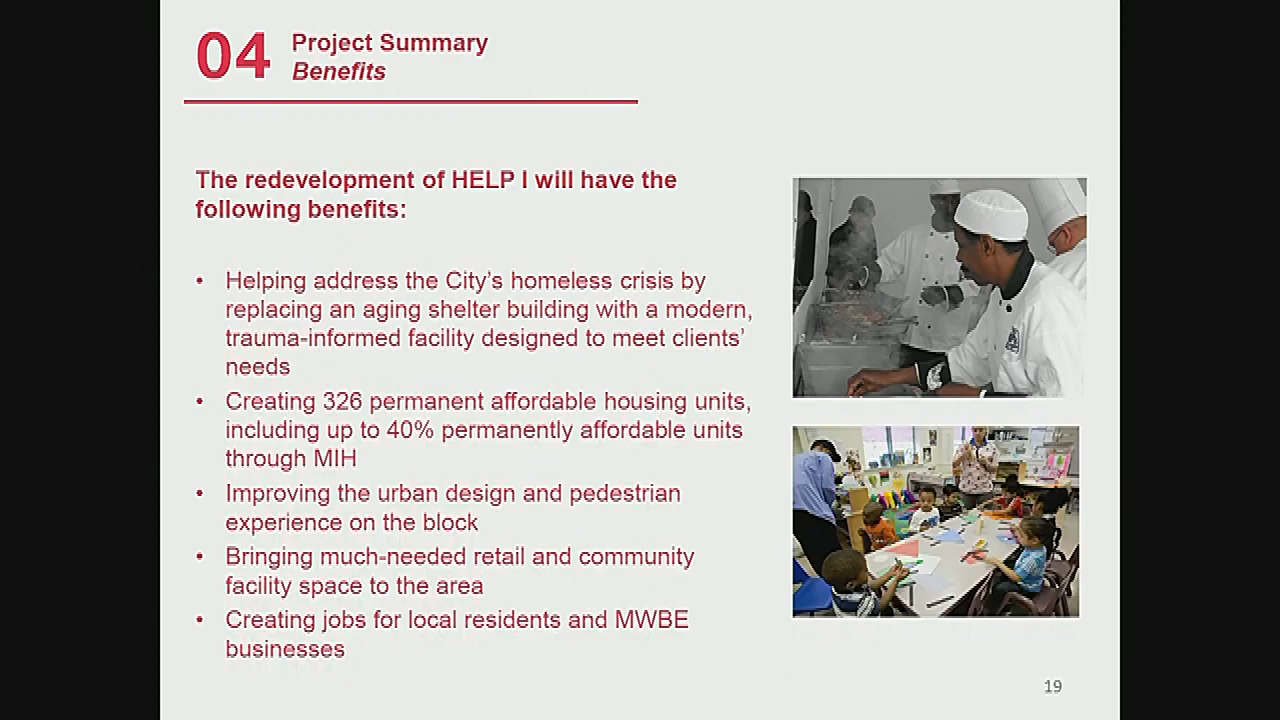 04
Project Summary
Benefits
The redevelopment of HELP I will have the
following benefits:
• Helping address the City's homeless crisis by
replacing an aging shelter building with a modern,
trauma-informed facility designed to meet clients'
needs
• Creating 326 permanent affordable housing units,
including up to 40% permanently affordable units
through MIH
• Improving the urban design and pedestrian
experience on the block
• Bringing much-needed retail and community
facility space to the area
• Creating jobs for local residents and MWBE
businesses
19